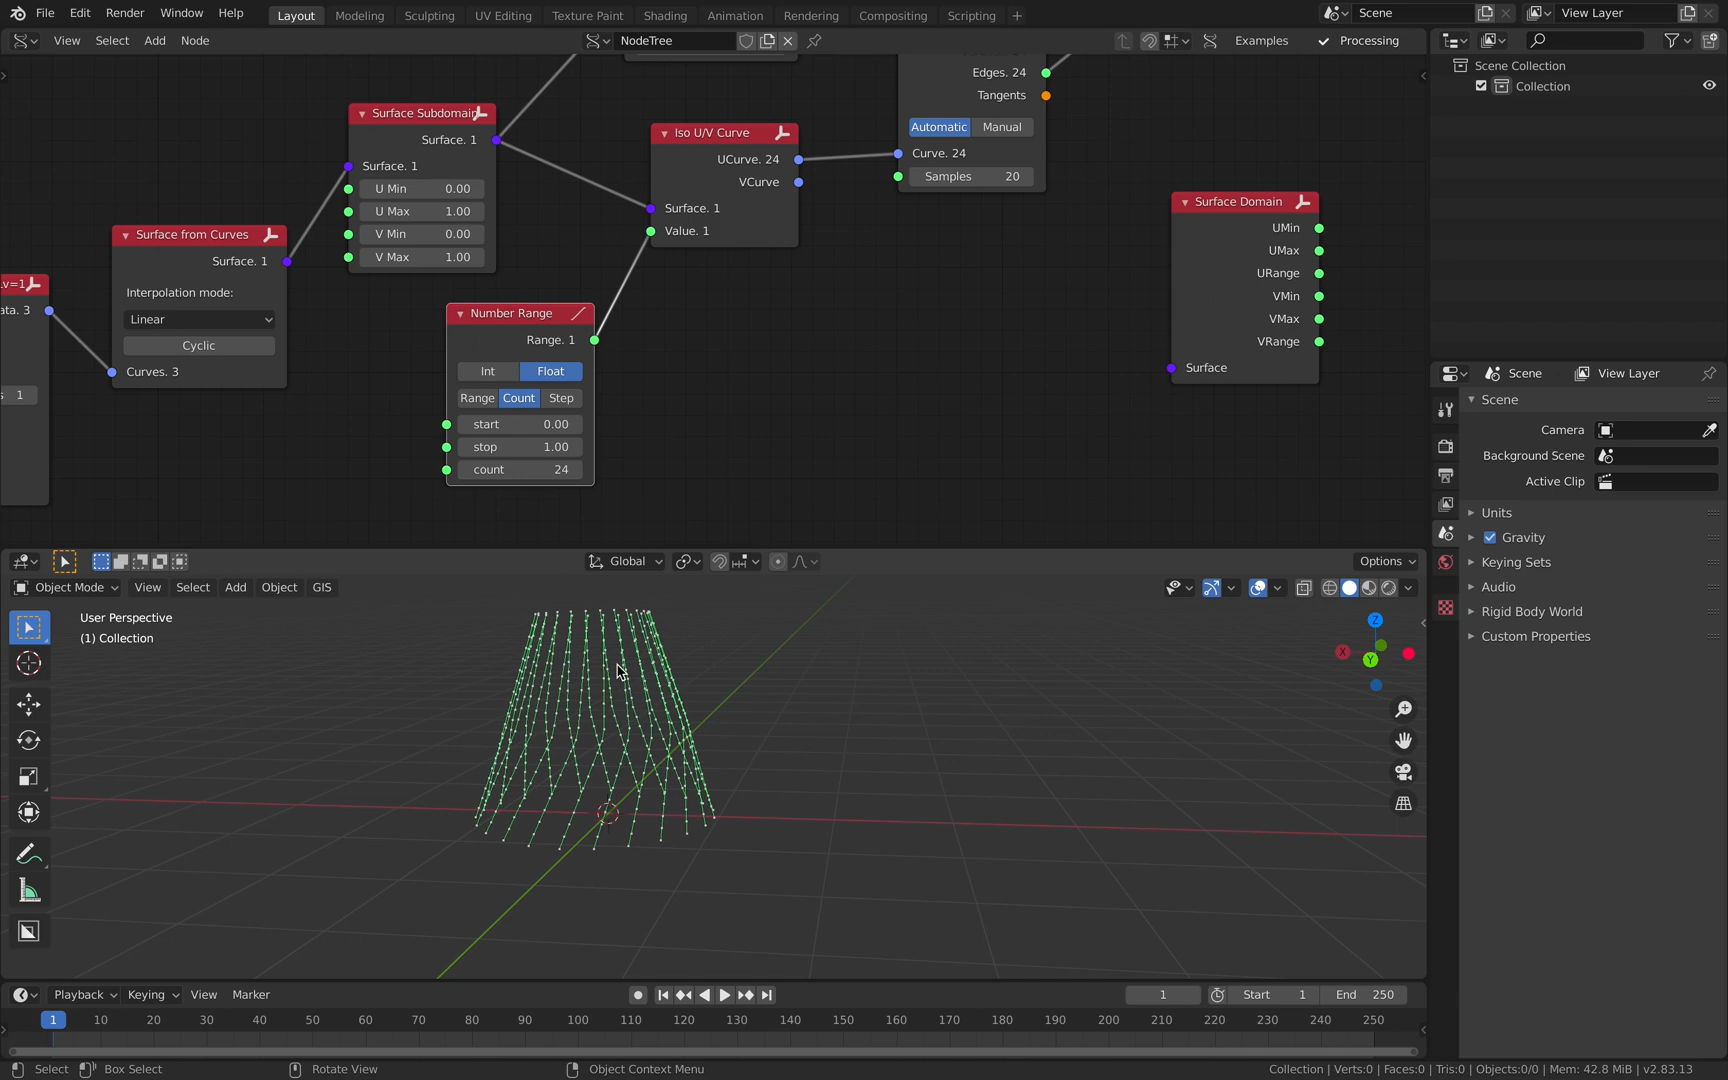 File Edit Render Window Help Layout Modeling Sculpting UV Editing Texture Paint Shading Animation Rendering Compositing Scripting + Scene View Layer
View Select Add Node NodeTree Examples Processing
Scene Collection
Collection
Edges. 24
Tangents
Automatic Manual
Curve. 24
Samples 20
Surface Subdomain
Surface. 1
Surface. 1
U Min 0.00
U Max 1.00
V Min 0.00
V Max 1.00
Iso U/V Curve
UCurve. 24
VCurve
Surface. 1
Value. 1
Surface Domain
UMin
UMax
URange
VMin
VMax
VRange
Surface
Surface from Curves
Surface. 1
Interpolation mode:
Linear
Cyclic
Curves. 3
.v=1
ata. 3
s 1
Number Range
Range. 1
Int Float
Range Count Step
start 0.00
stop 1.00
count 24
Scene View Layer
Scene
Camera
Background Scene
Active Clip
Units
Gravity
Keying Sets
Audio
Rigid Body World
Custom Properties
Global Options
Object Mode View Select Add Object GIS
User Perspective
(1) Collection
Z
X
Y
Playback Keying View Marker 1 Start 1 End 250
1 10 20 30 40 50 60 70 80 90 100 110 120 130 140 150 160 170 180 190 200 210 220 230 240 250
Select Box Select Rotate View Object Context Menu Collection | Verts:0 | Faces:0 | Tris:0 | Objects:0/0 | Mem: 42.8 MiB | v2.83.13